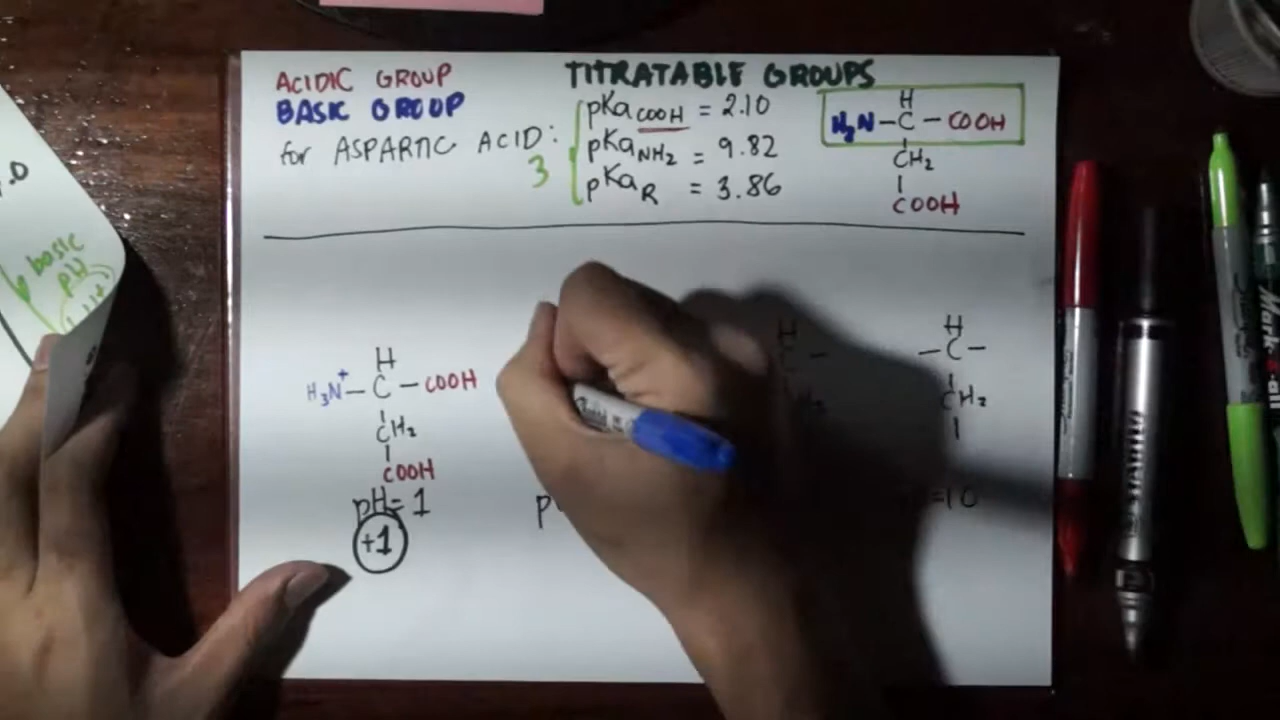 ACIDIC GROUP
BASIC GROUP
for ASPARTIC ACID:
3
TITRATABLE GROUPS
pKa COOH = 2.10
pKa NH2 = 9.82
pKa R = 3.86
H
H2N-C-COOH
CH2
COOH
basic
pH
H
H3N+-C-COOH
CH2
COOH
pH=1
+1
H
C-
H
-C-
CH2
=10